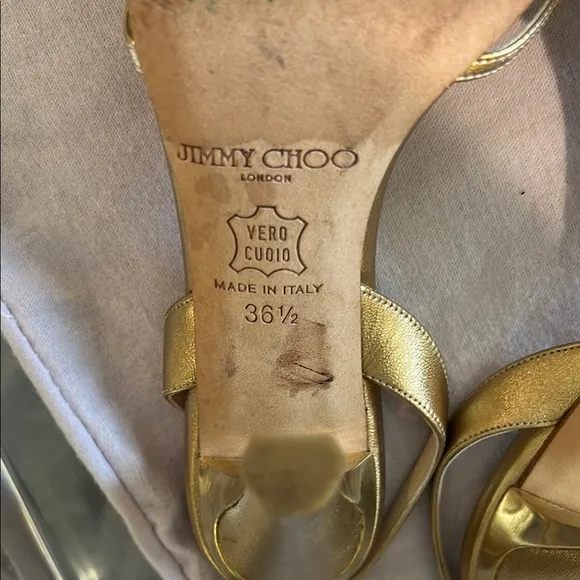 JIMMY CHOO
LONDON
VERO
CUOIO
MADE IN ITALY
36½